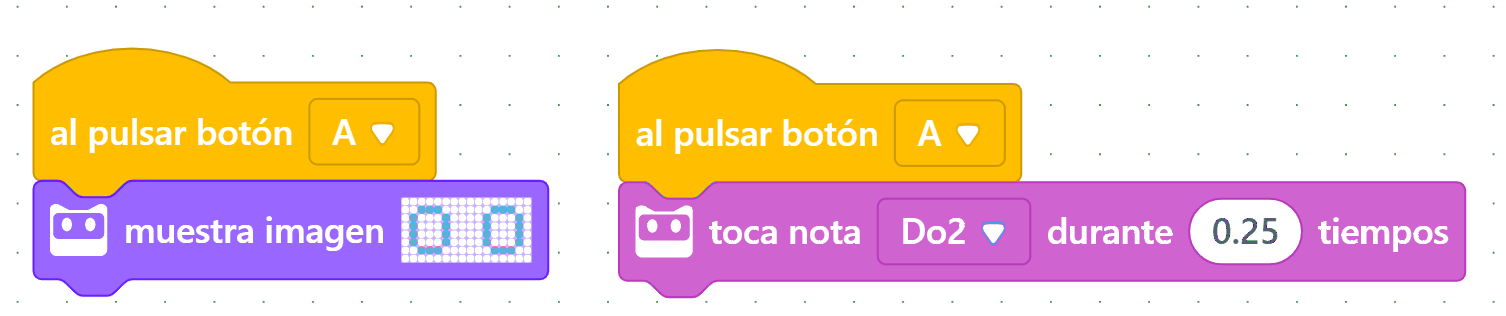 al pulsar botón A
muestra imagen
al pulsar botón A
toca nota Do2 durante 0.25 tiempos